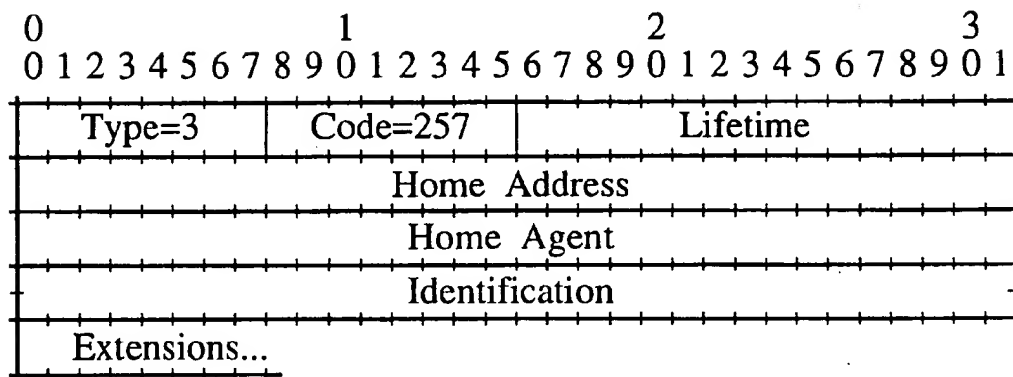 0 1 2 3
0 1 2 3 4 5 6 7 8 9 0 1 2 3 4 5 6 7 8 9 0 1 2 3 4 5 6 7 8 9 0 1
Type=3 Code=257 Lifetime
Home Address
Home Agent
Identification
Extensions...